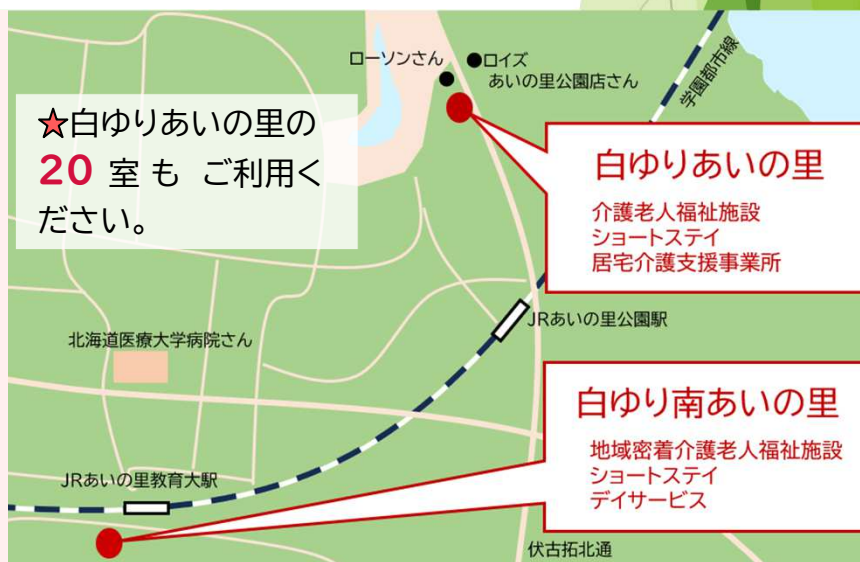 ローソンさん
●ロイズ
あいの里公園店さん
学園都市線
★白ゆりあいの里の
20 室 も ご利用く
ださい。
白ゆりあいの里
介護老人福祉施設
ショートステイ
居宅介護支援事業所
JRあいの里公園駅
北海道医療大学病院さん
白ゆり南あいの里
地域密着介護老人福祉施設
ショートステイ
デイサービス
JRあいの里教育大駅
伏古拓北通